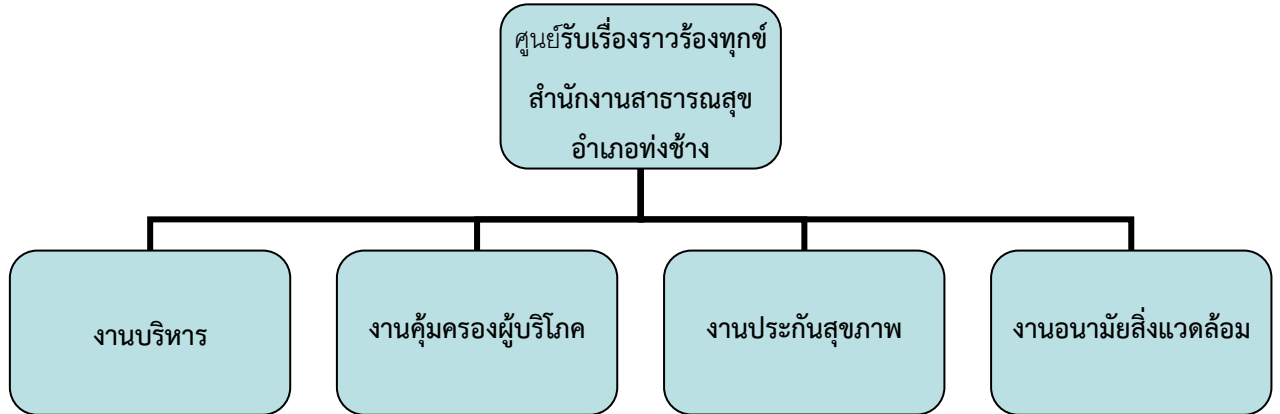 ศูนย์รับเรื่องราวร้องทุกข์
สำนักงานสาธารณสุข
อำเภอท่งช้าง
งานบริหาร
งานคุ้มครองผู้บริโภค
งานประกันสุขภาพ
งานอนามัยสิ่งแวดล้อม